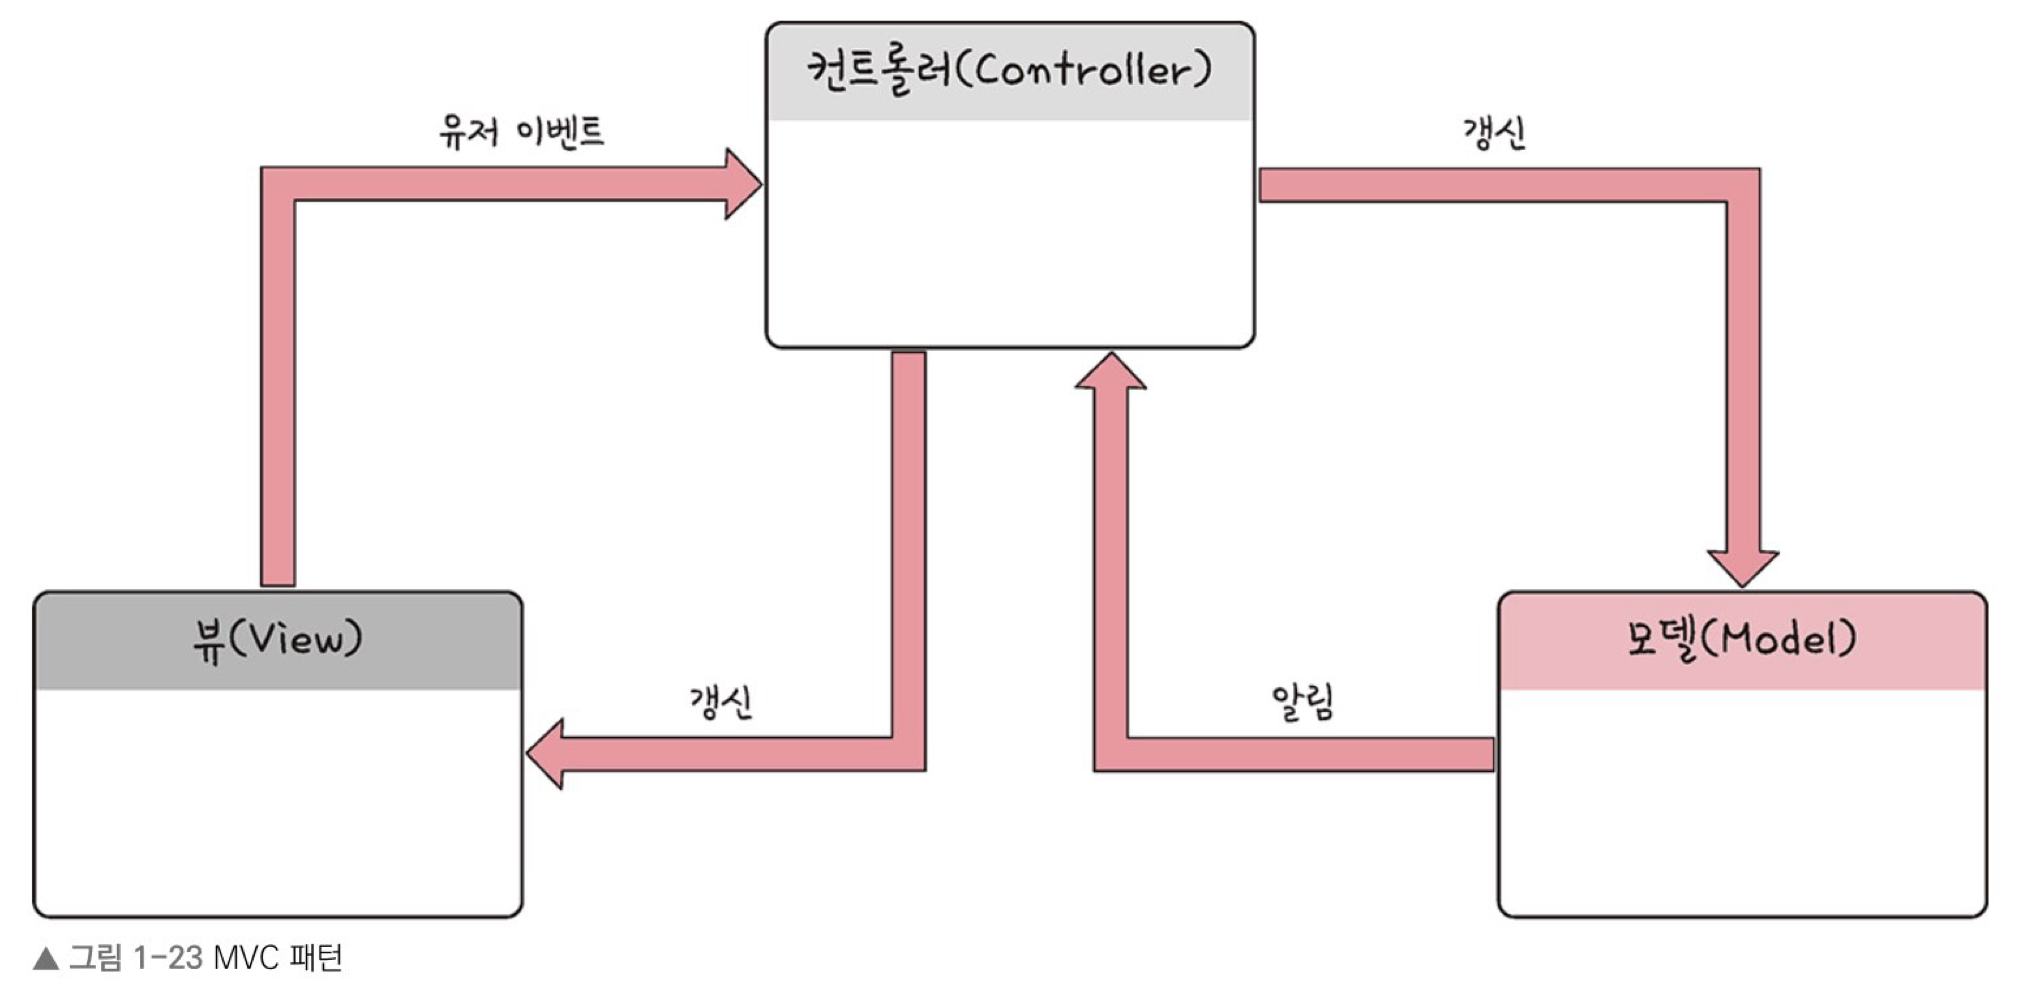 컨트롤러(Controller)
유저 이벤트
갱신
뷰(View)
모델(Model)
갱신
알림
▲ 그림 1-23 MVC 패턴